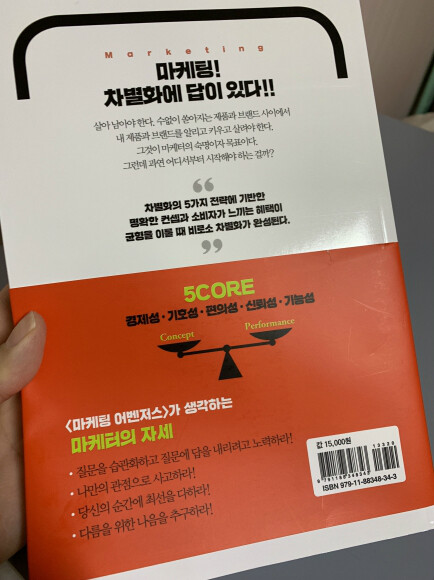 Marketing
마케팅!
차별화에 답이 있다!!
살아 남아야 한다. 수없이 쏟아지는 제품과 브랜드 사이에서
내 제품과 브랜드를 알리고 키우고 살려야 한다.
그것이 마케터의 숙명이자 목표이다.
그런데 과연 어디서부터 시작해야 하는 걸까?
“
차별화의 5가지 전략에 기반한
명확한 컨셉과 소비자가 느끼는 혜택이
균형을 이룰 때 비로소 차별화가 완성된다.
”
5CORE
경제성 · 기호성 · 편의성 · 신뢰성 · 기능성
Concept Performance
<마케팅 어벤저스>가 생각하는
마케터의 자세
• 질문을 습관화하고 질문에 답을 내리려고 노력하라!
• 나만의 관점으로 사고하라!
• 당신의 순간에 최선을 다하라!
• 다름을 위한 나음을 추구하라!
값 15,000원
13320
9 791188 348343
ISBN 979-11-88348-34-3